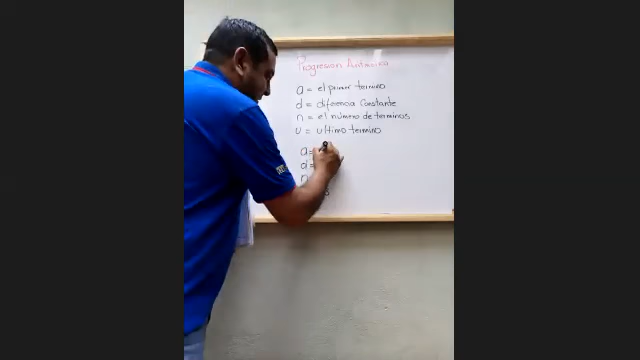 Progresion Aritmetica
a = el primer termino
d = diferencia constante
n = el número de terminos
u = ultimo termino
a =
d =
n